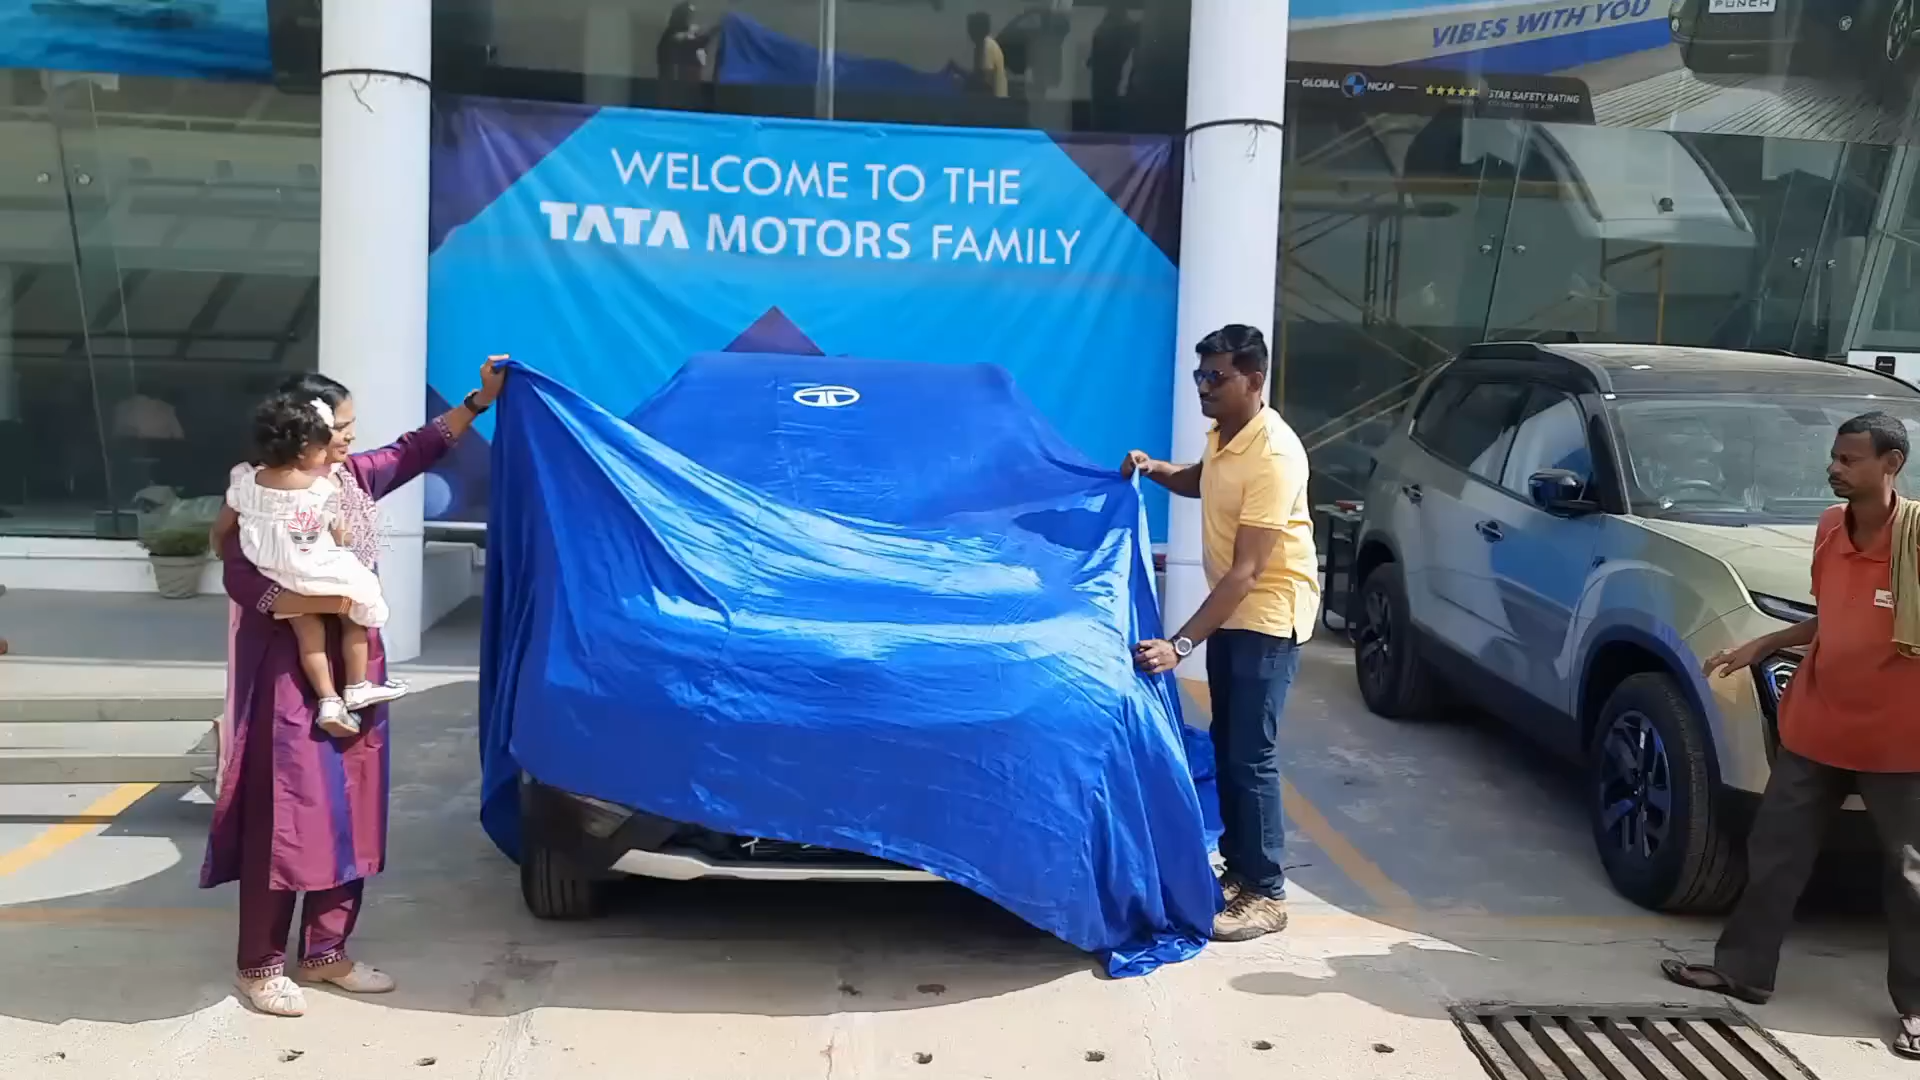 VIBES WITH YOU
PUNCH
GLOBAL NCAP
STAR SAFETY RATING
WELCOME TO THE
TATA MOTORS FAMILY